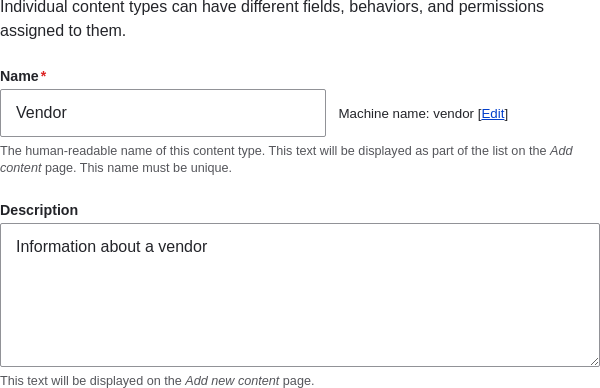 Individual content types can have different fields, behaviors, and permissions
assigned to them.
Name*
Vendor
Machine name: vendor [Edit]
The human-readable name of this content type. This text will be displayed as part of the list on the Add
content page. This name must be unique.
Description
Information about a vendor
This text will be displayed on the Add new content page.